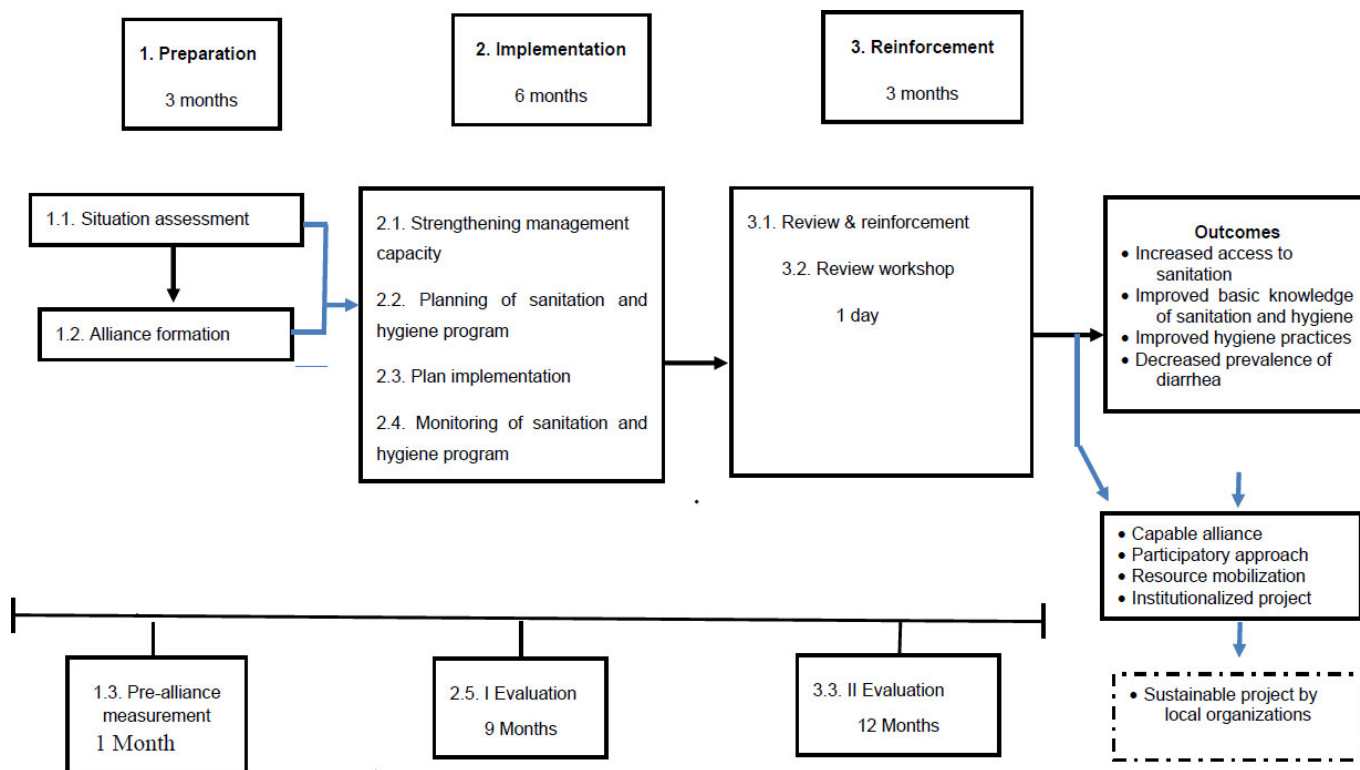 1. Preparation
3 months
2. Implementation
6 months
3. Reinforcement
3 months
1.1. Situation assessment
1.2. Alliance formation
2.1. Strengthening management
capacity
2.2. Planning of sanitation and
hygiene program
2.3. Plan implementation
2.4. Monitoring of sanitation and
hygiene program
3.1. Review & reinforcement
3.2. Review workshop
1 day
Outcomes
• Increased access to
sanitation
• Improved basic knowledge
of sanitation and hygiene
• Improved hygiene practices
• Decreased prevalence of
diarrhea
• Capable alliance
• Participatory approach
• Resource mobilization
• Institutionalized project
1.3. Pre-alliance
measurement
1 Month
2.5. I Evaluation
9 Months
3.3. II Evaluation
12 Months
• Sustainable project by
local organizations